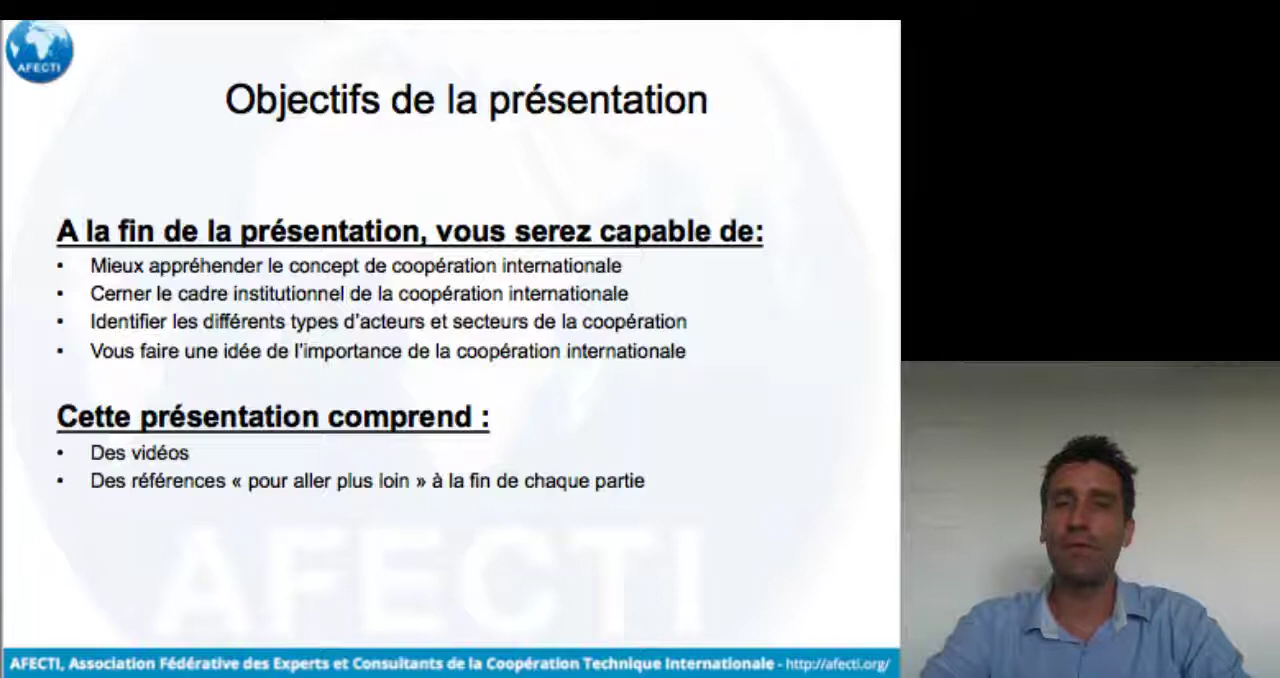 AFECTI
Objectifs de la présentation
A la fin de la présentation, vous serez capable de:
• Mieux appréhender le concept de coopération internationale
• Cerner le cadre institutionnel de la coopération internationale
• Identifier les différents types d’acteurs et secteurs de la coopération
• Vous faire une idée de l’importance de la coopération internationale
Cette présentation comprend :
• Des vidéos
• Des références « pour aller plus loin » à la fin de chaque partie
AFECTI
AFECTI, Association Fédérative des Experts et Consultants de la Coopération Technique Internationale - http://afecti.org/